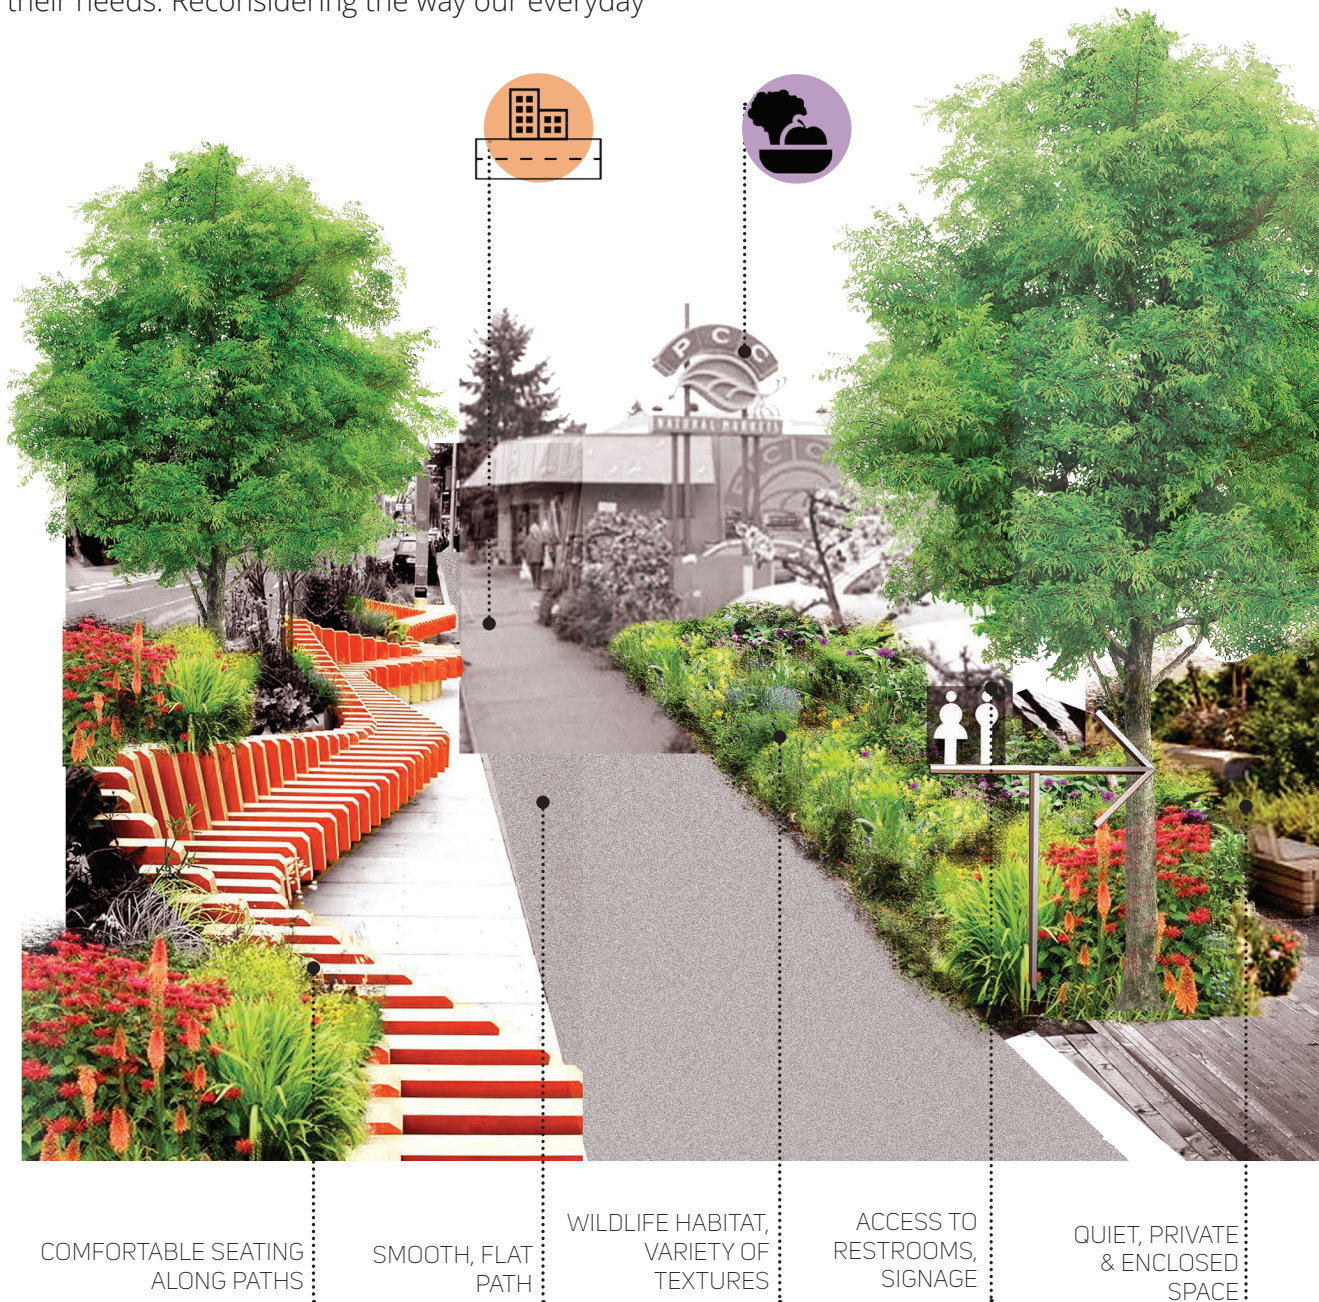 their needs. Reconsidering the way our everyday
PCC
NATURAL MARKETS
COMFORTABLE SEATING
ALONG PATHS
SMOOTH, FLAT
PATH
WILDLIFE HABITAT,
VARIETY OF
TEXTURES
ACCESS TO
RESTROOMS,
SIGNAGE
QUIET, PRIVATE
& ENCLOSED
SPACE